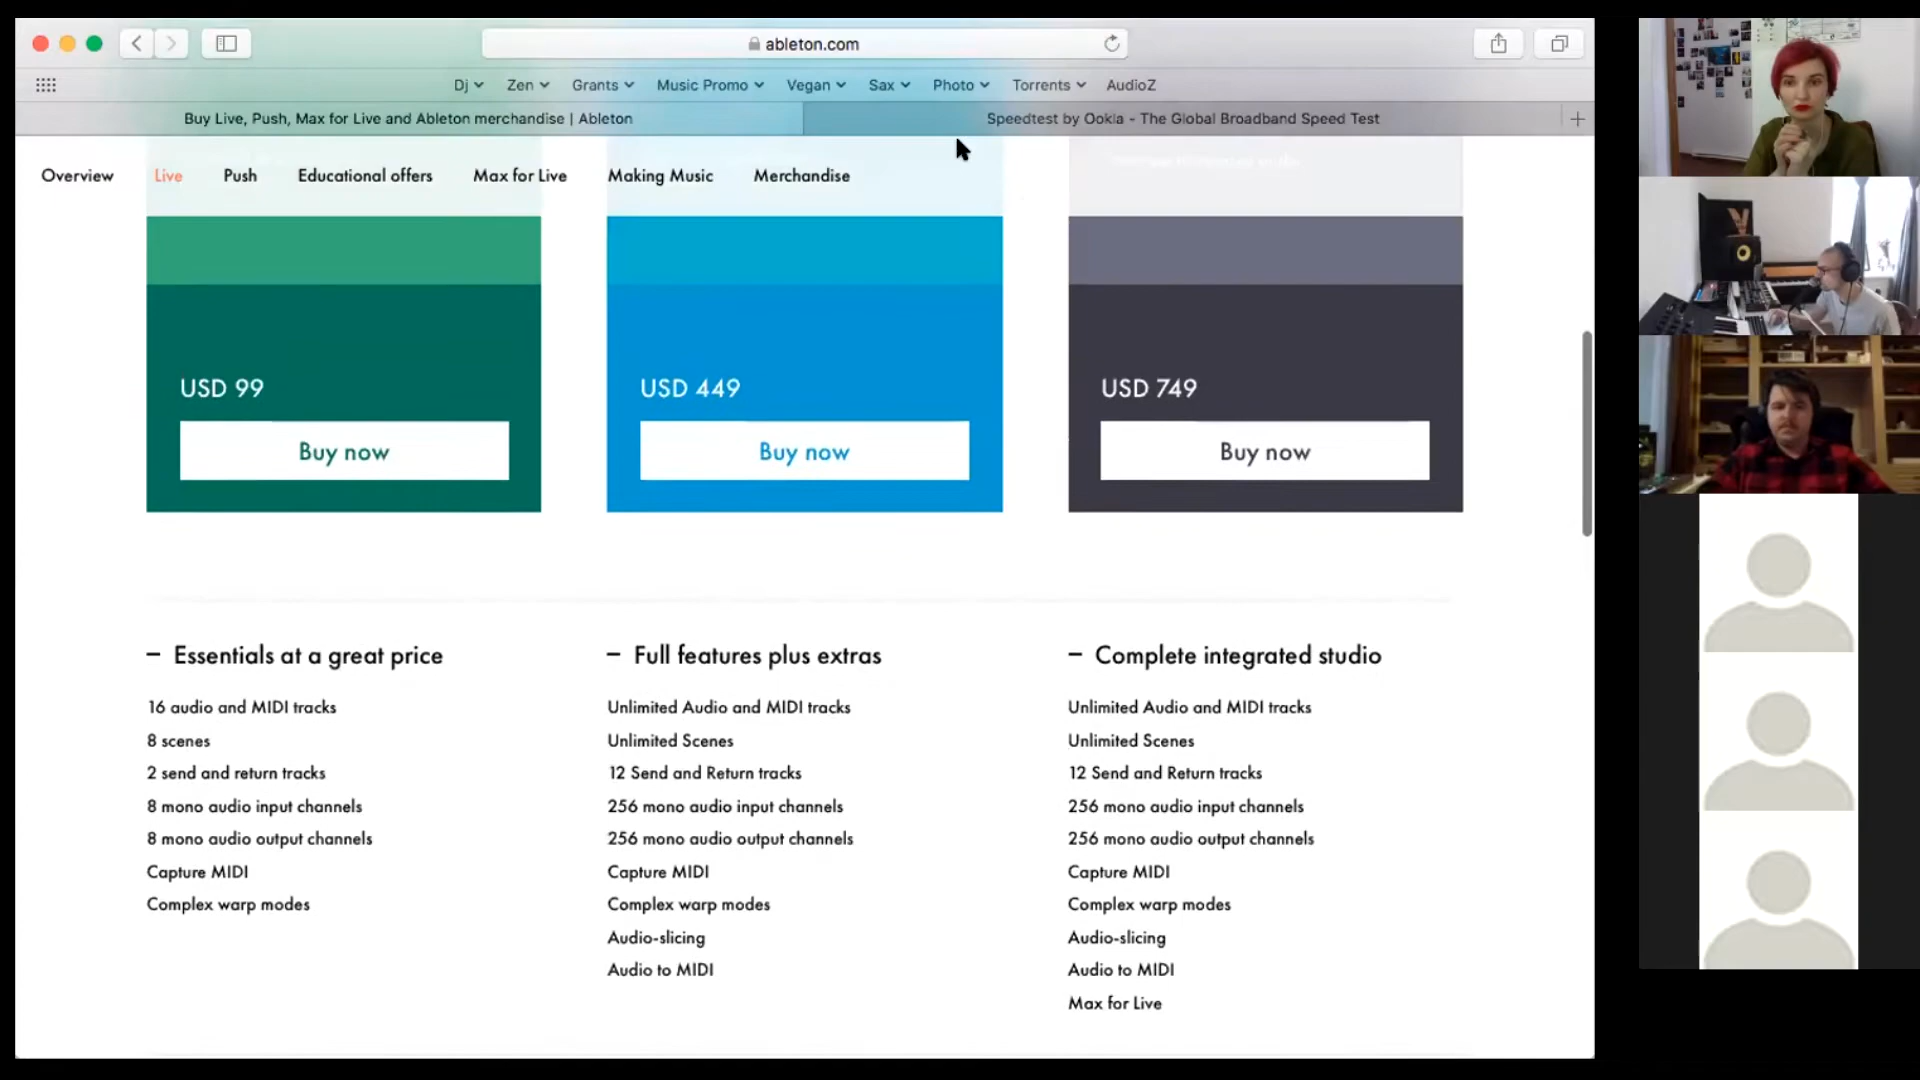 ableton.com
Dj Zen Grants Music Promo Vegan Sax Photo Torrents AudioZ
Buy Live, Push, Max for Live and Ableton merchandise | Ableton
Speedtest by Ookla - The Global Broadband Speed Test
Overview Live Push Educational offers Max for Live Making Music Merchandise
USD 99
Buy now
USD 449
Buy now
USD 749
Buy now
– Essentials at a great price
16 audio and MIDI tracks
8 scenes
2 send and return tracks
8 mono audio input channels
8 mono audio output channels
Capture MIDI
Complex warp modes
– Full features plus extras
Unlimited Audio and MIDI tracks
Unlimited Scenes
12 Send and Return tracks
256 mono audio input channels
256 mono audio output channels
Capture MIDI
Complex warp modes
Audio-slicing
Audio to MIDI
– Complete integrated studio
Unlimited Audio and MIDI tracks
Unlimited Scenes
12 Send and Return tracks
256 mono audio input channels
256 mono audio output channels
Capture MIDI
Complex warp modes
Audio-slicing
Audio to MIDI
Max for Live